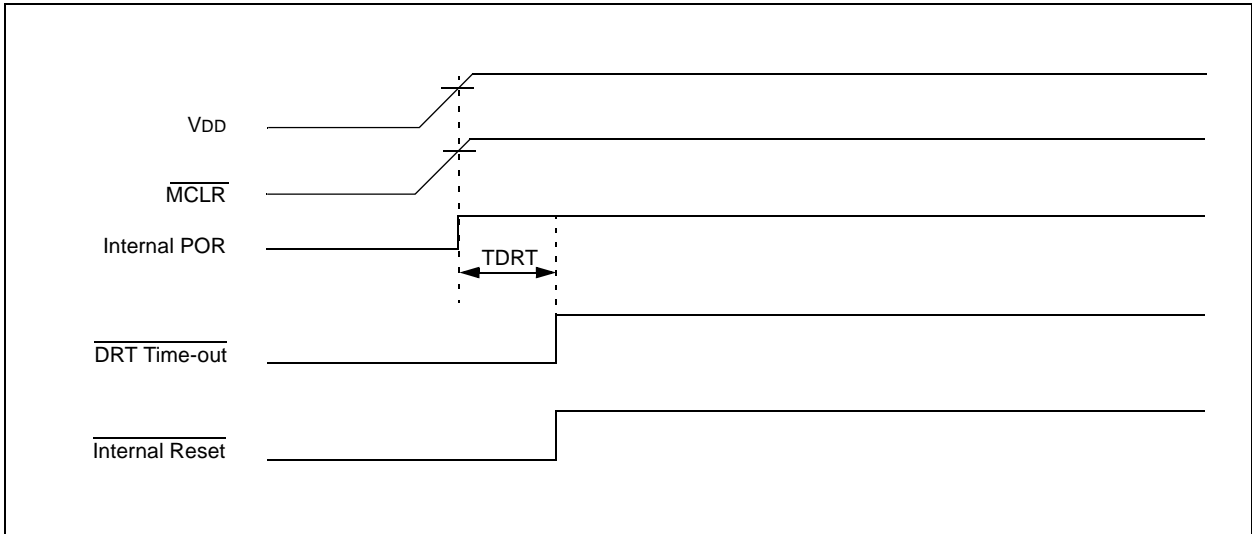 VDD
MCLR
Internal POR
TDRT
DRT Time-out
Internal Reset